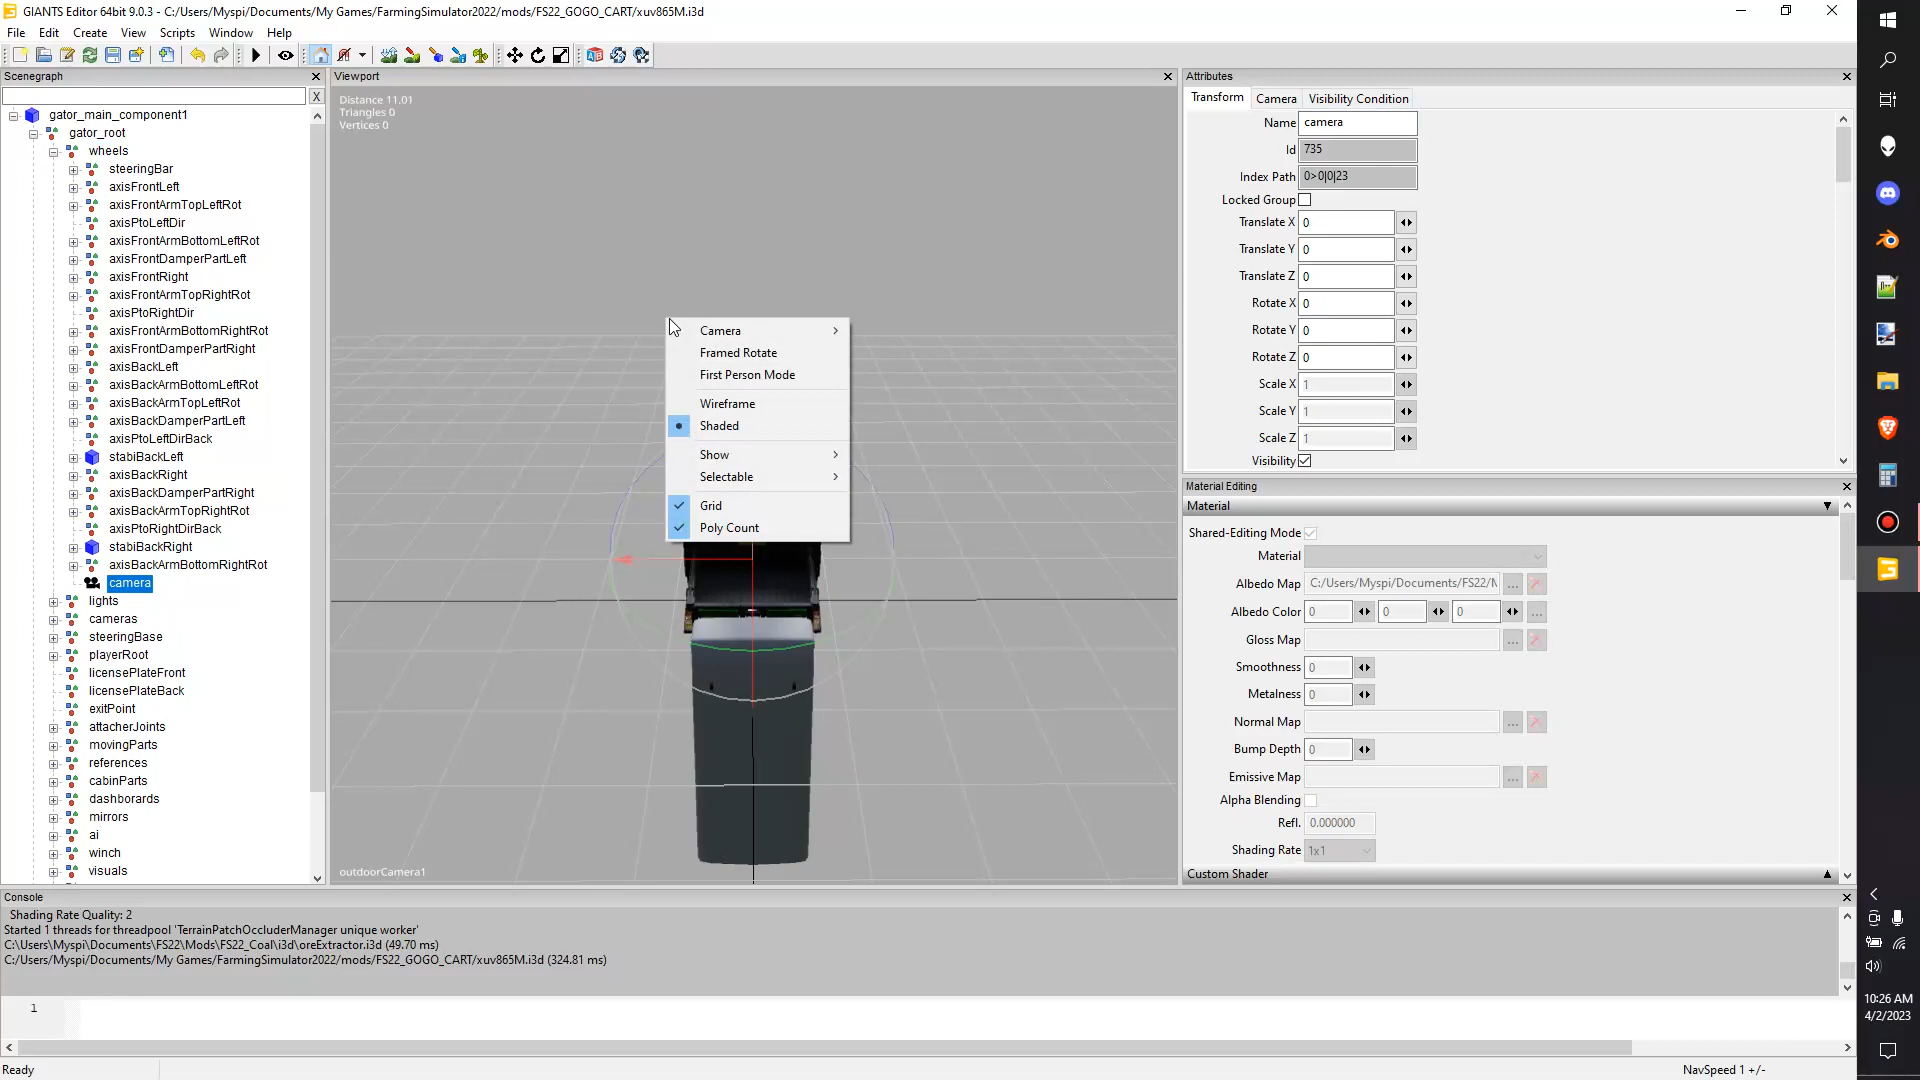 GIANTS Editor 64bit 9.0.3 - C:/Users/Myspi/Documents/My Games/FarmingSimulator2022/mods/FS22_GOGO_CART/xuv865M.i3d
File Edit Create View Scripts Window Help
Scenegraph
X
gator_main_component1
gator_root
wheels
steeringBar
axisFrontLeft
axisFrontArmTopLeftRot
axisPtoLeftDir
axisFrontArmBottomLeftRot
axisFrontDamperPartLeft
axisFrontRight
axisFrontArmTopRightRot
axisPtoRightDir
axisFrontArmBottomRightRot
axisFrontDamperPartRight
axisBackLeft
axisBackArmBottomLeftRot
axisBackArmTopLeftRot
axisBackDamperPartLeft
axisPtoLeftDirBack
stabiBackLeft
axisBackRight
axisBackDamperPartRight
axisBackArmTopRightRot
axisPtoRightDirBack
stabiBackRight
axisBackArmBottomRightRot
camera
lights
cameras
steeringBase
playerRoot
licensePlateFront
licensePlateBack
exitPoint
attacherJoints
movingParts
references
cabinParts
dashborards
mirrors
ai
winch
visuals
Viewport
Distance 11.01
Triangles 0
Vertices 0
Camera
Framed Rotate
First Person Mode
Wireframe
Shaded
Show
Selectable
Grid
Poly Count
outdoorCamera1
Attributes
Transform Camera Visibility Condition
Name camera
Id 735
Index Path 0>0|0|23
Locked Group
Translate X 0
Translate Y 0
Translate Z 0
Rotate X 0
Rotate Y 0
Rotate Z 0
Scale X 1
Scale Y 1
Scale Z 1
Visibility
Material Editing
Material
Shared-Editing Mode
Material
Albedo Map C:/Users/Myspi/Documents/FS22/M ...
Albedo Color 0 0 0 ...
Gloss Map ...
Smoothness 0
Metalness 0
Normal Map ...
Bump Depth 0
Emissive Map ...
Alpha Blending
Refl. 0.000000
Shading Rate 1x1
Custom Shader
Console
Shading Rate Quality: 2
Started 1 threads for threadpool 'TerrainPatchOccluderManager unique worker'
C:\Users\Myspi\Documents\FS22\Mods\FS22_Coal\i3d\oreExtractor.i3d (49.70 ms)
C:/Users/Myspi/Documents/My Games/FarmingSimulator2022/mods/FS22_GOGO_CART/xuv865M.i3d (324.81 ms)
1
Ready
NavSpeed 1 +/-
10:26 AM
4/2/2023